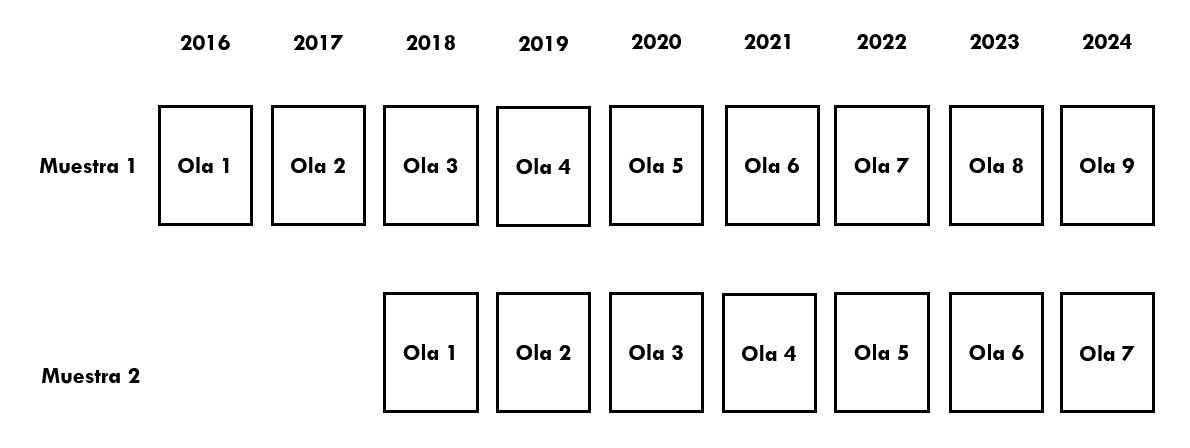 2016 2017 2018 2019 2020 2021 2022 2023 2024
Muestra 1 Ola 1 Ola 2 Ola 3 Ola 4 Ola 5 Ola 6 Ola 7 Ola 8 Ola 9
Ola 1 Ola 2 Ola 3 Ola 4 Ola 5 Ola 6 Ola 7
Muestra 2